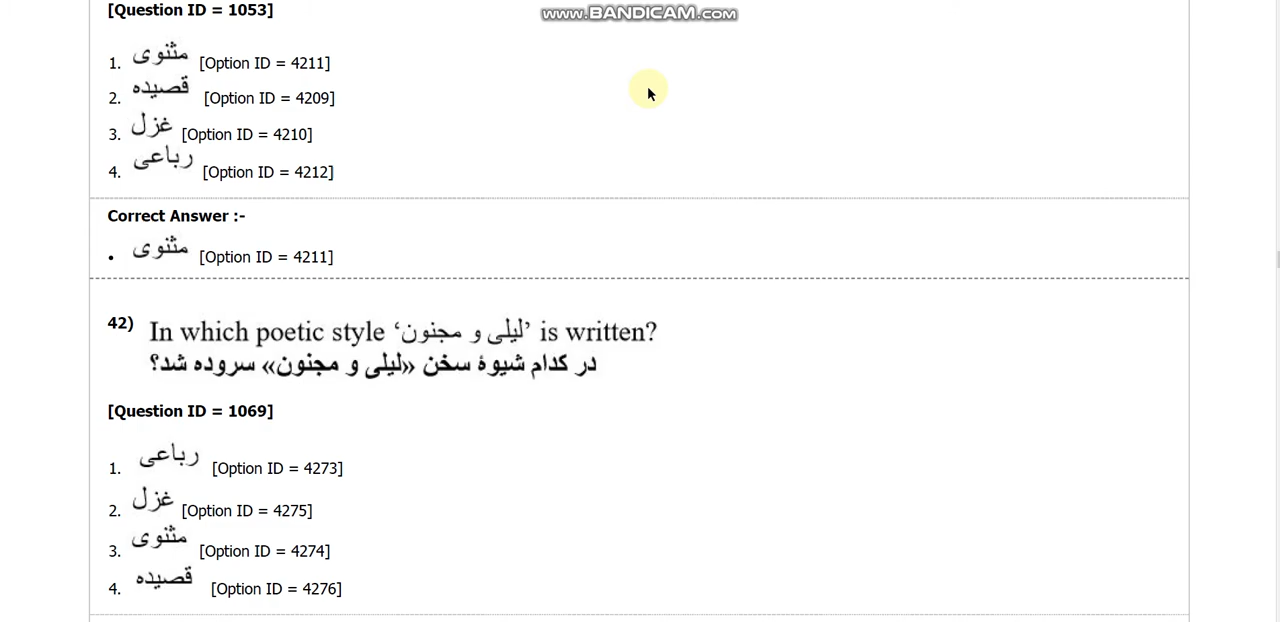 [Question ID = 1053]
www.BANDICAM.com
1. مثنوی [Option ID = 4211]
2. قصیده [Option ID = 4209]
3. غزل [Option ID = 4210]
4. رباعی [Option ID = 4212]
Correct Answer :-
• مثنوی [Option ID = 4211]
42) In which poetic style ‘لیلی و مجنون’ is written?
در کدام شیوۀ سخن «لیلی و مجنون» سروده شد؟
[Question ID = 1069]
1. رباعی [Option ID = 4273]
2. غزل [Option ID = 4275]
3. مثنوی [Option ID = 4274]
4. قصیده [Option ID = 4276]